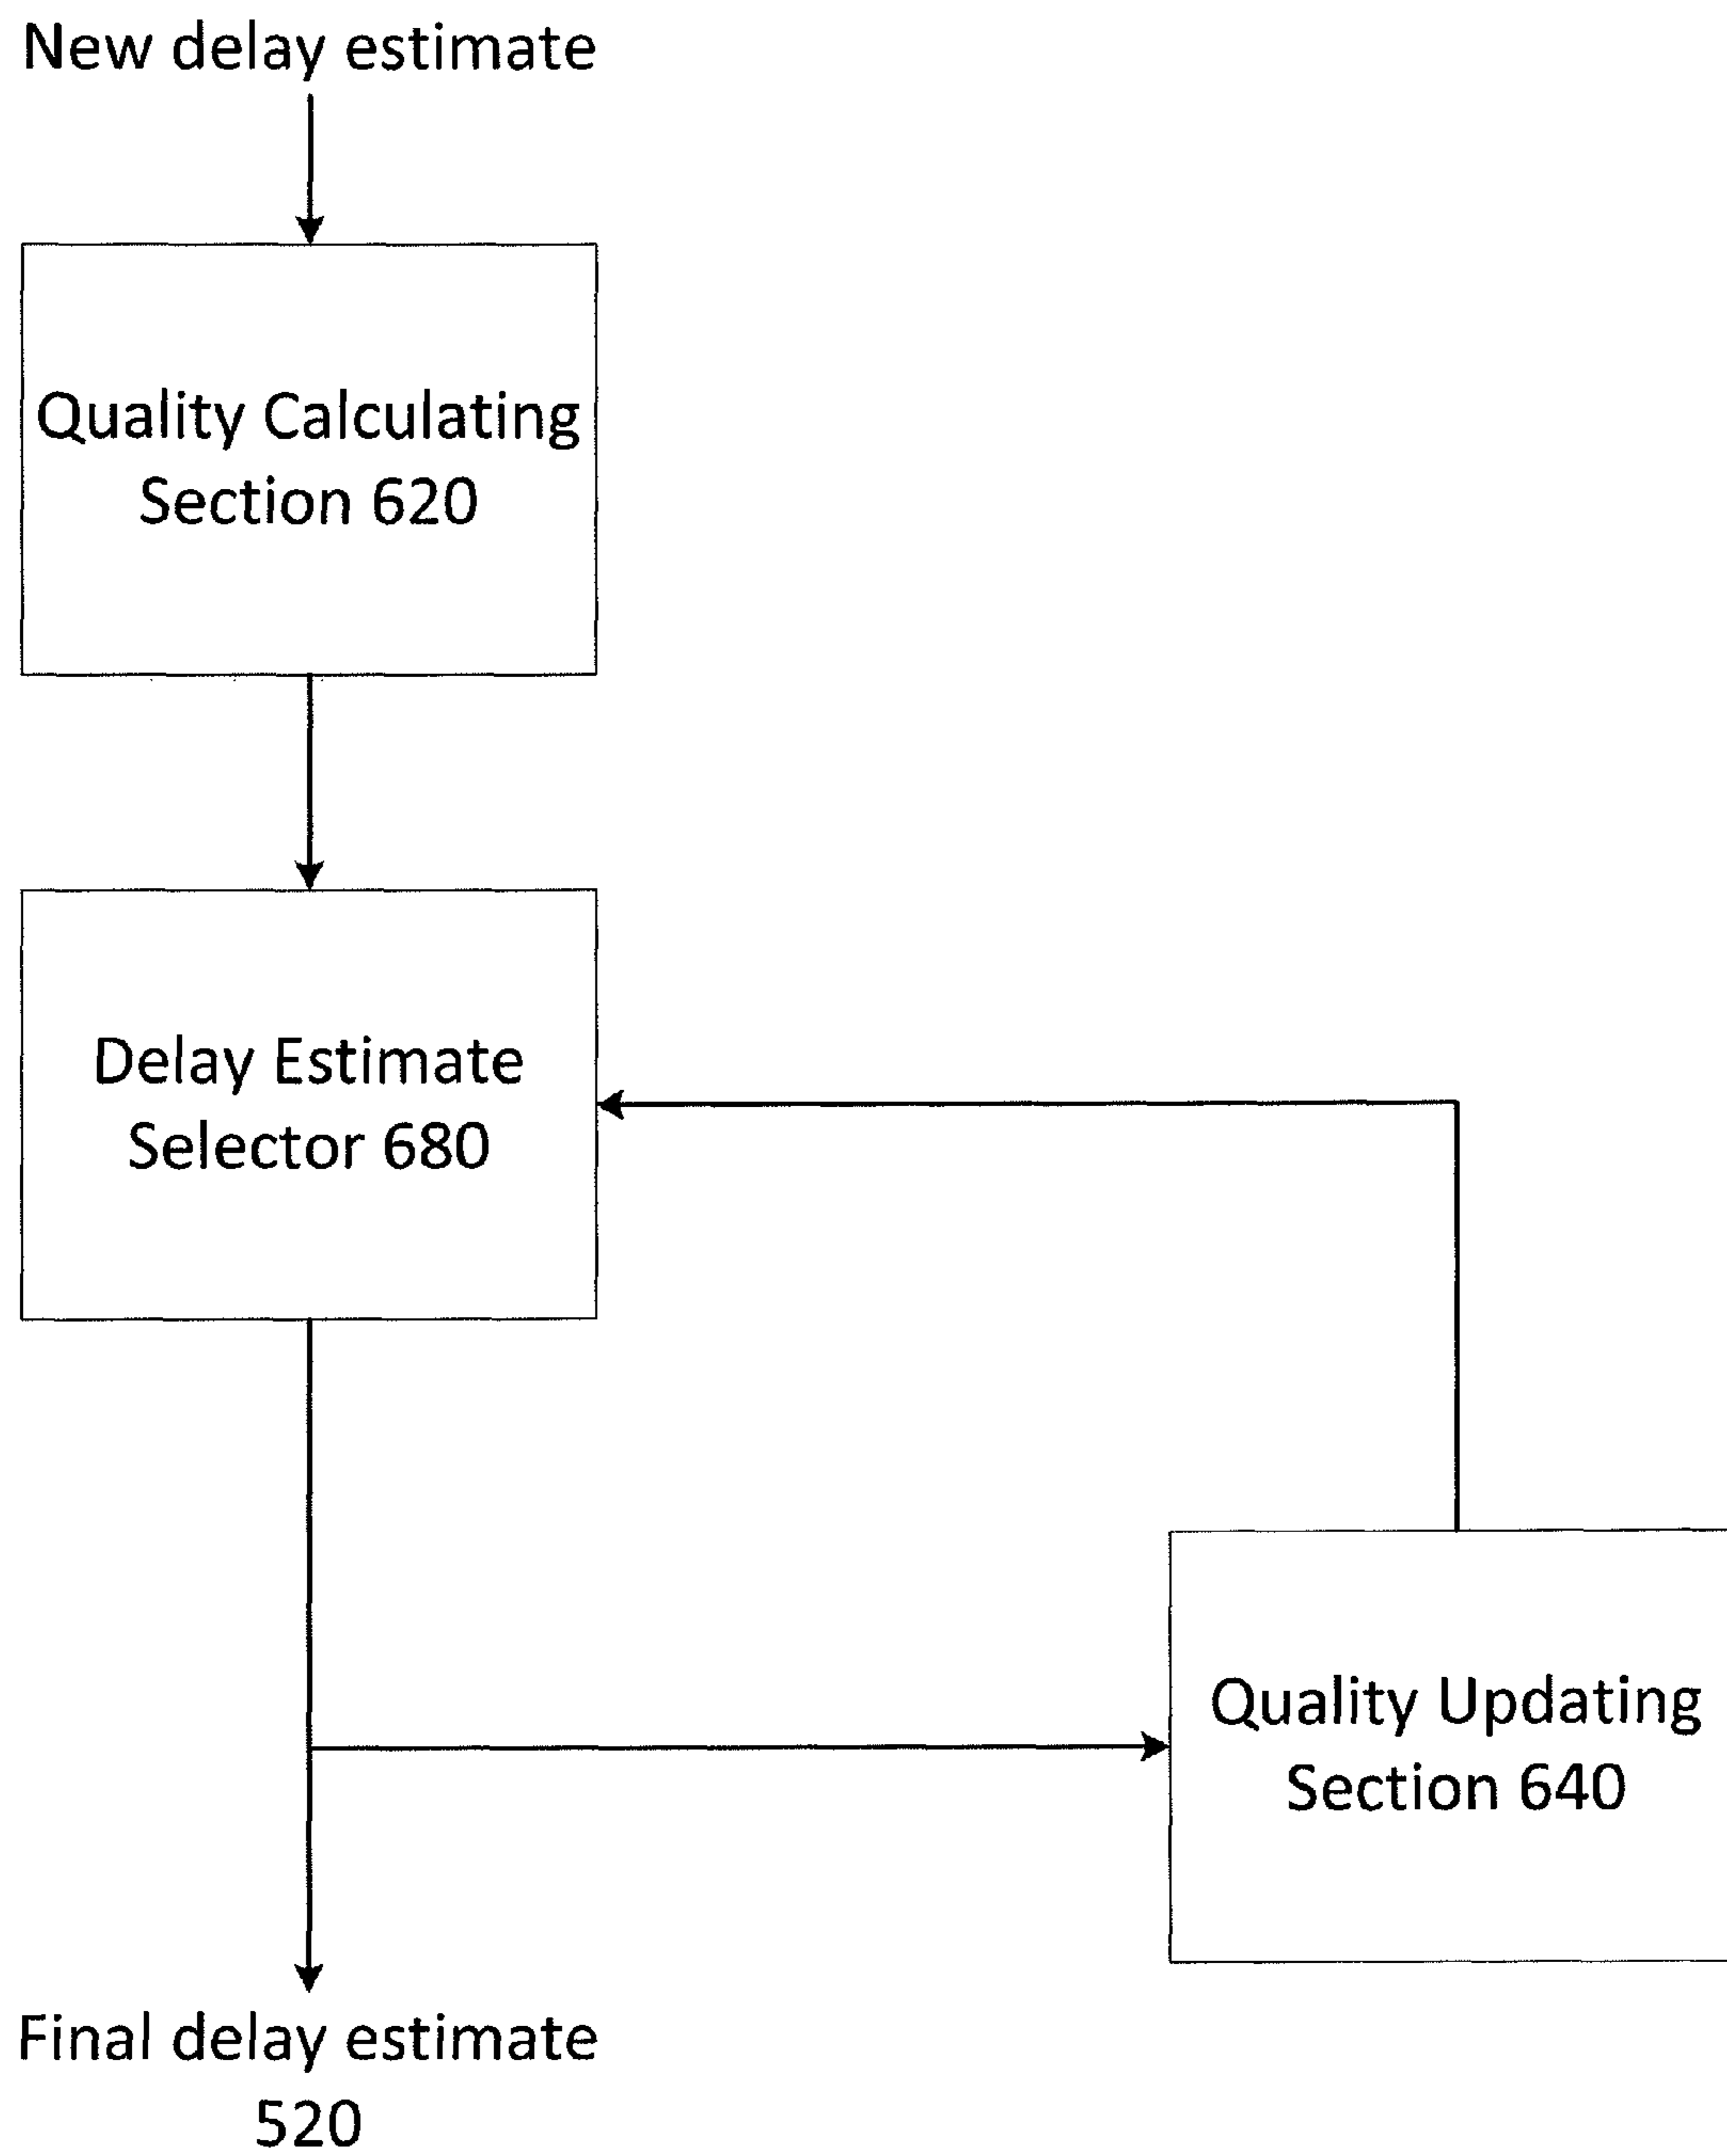 New delay estimate
Quality Calculating
Section 620
Delay Estimate
Selector 680
Quality Updating
Section 640
Final delay estimate
520